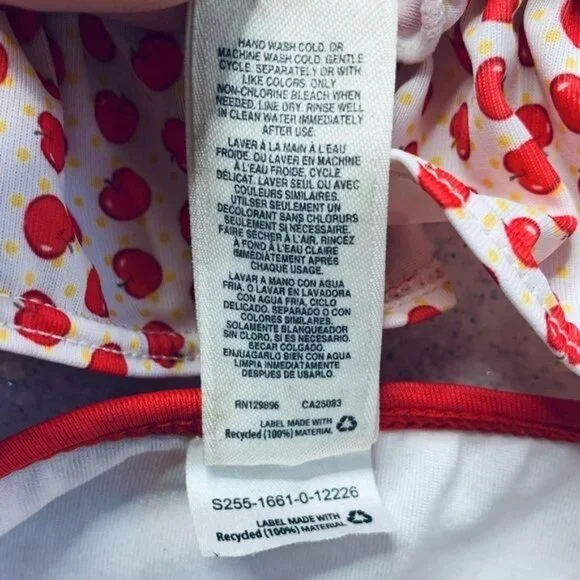 HAND WASH COLD. OR
MACHINE WASH COLD. GENTLE
CYCLE. SEPARATELY OR WITH
LIKE COLORS. ONLY
NON-CHLORINE BLEACH WHEN
NEEDED. LINE DRY. RINSE WELL
IN CLEAN WATER IMMEDIATELY
AFTER USE.
LAVER À LA MAIN À L'EAU
FROIDE. OU LAVER EN MACHINE
À L'EAU FROIDE, CYCLE
DÉLICAT. LAVER SEUL OU AVEC
COULEURS SIMILAIRES.
UTILISER SEULEMENT UN
DÉCOLORANT SANS CHLORURS
SEULEMENT SI NÉCESSAIRE.
FAIRE SÉCHER À L'AIR. RINCEZ
À FOND À L'EAU CLAIRE
IMMÉDIATEMENT APRÈS
CHAQUE USAGE.
LAVAR A MANO CON AGUA
FRIA. O LAVAR EN LAVADORA
CON AGUA FRIA, CICLO
DELICADO. SEPARADO O CON
COLORES SIMILARES.
SOLAMENTE BLANQUEADOR
SIN CLORO, SI ES NECESARIO.
SECAR COLGADO.
ENJUAGARLO BIEN CON AGUA
LIMPIA INMEDIATAMENTE
DESPUES DE USARLO.
RN129896 CA25083
LABEL MADE WITH
Recycled (100%) MATERIAL
S255-1661-0-12226
LABEL MADE WITH
Recycled (100%) MATERIAL